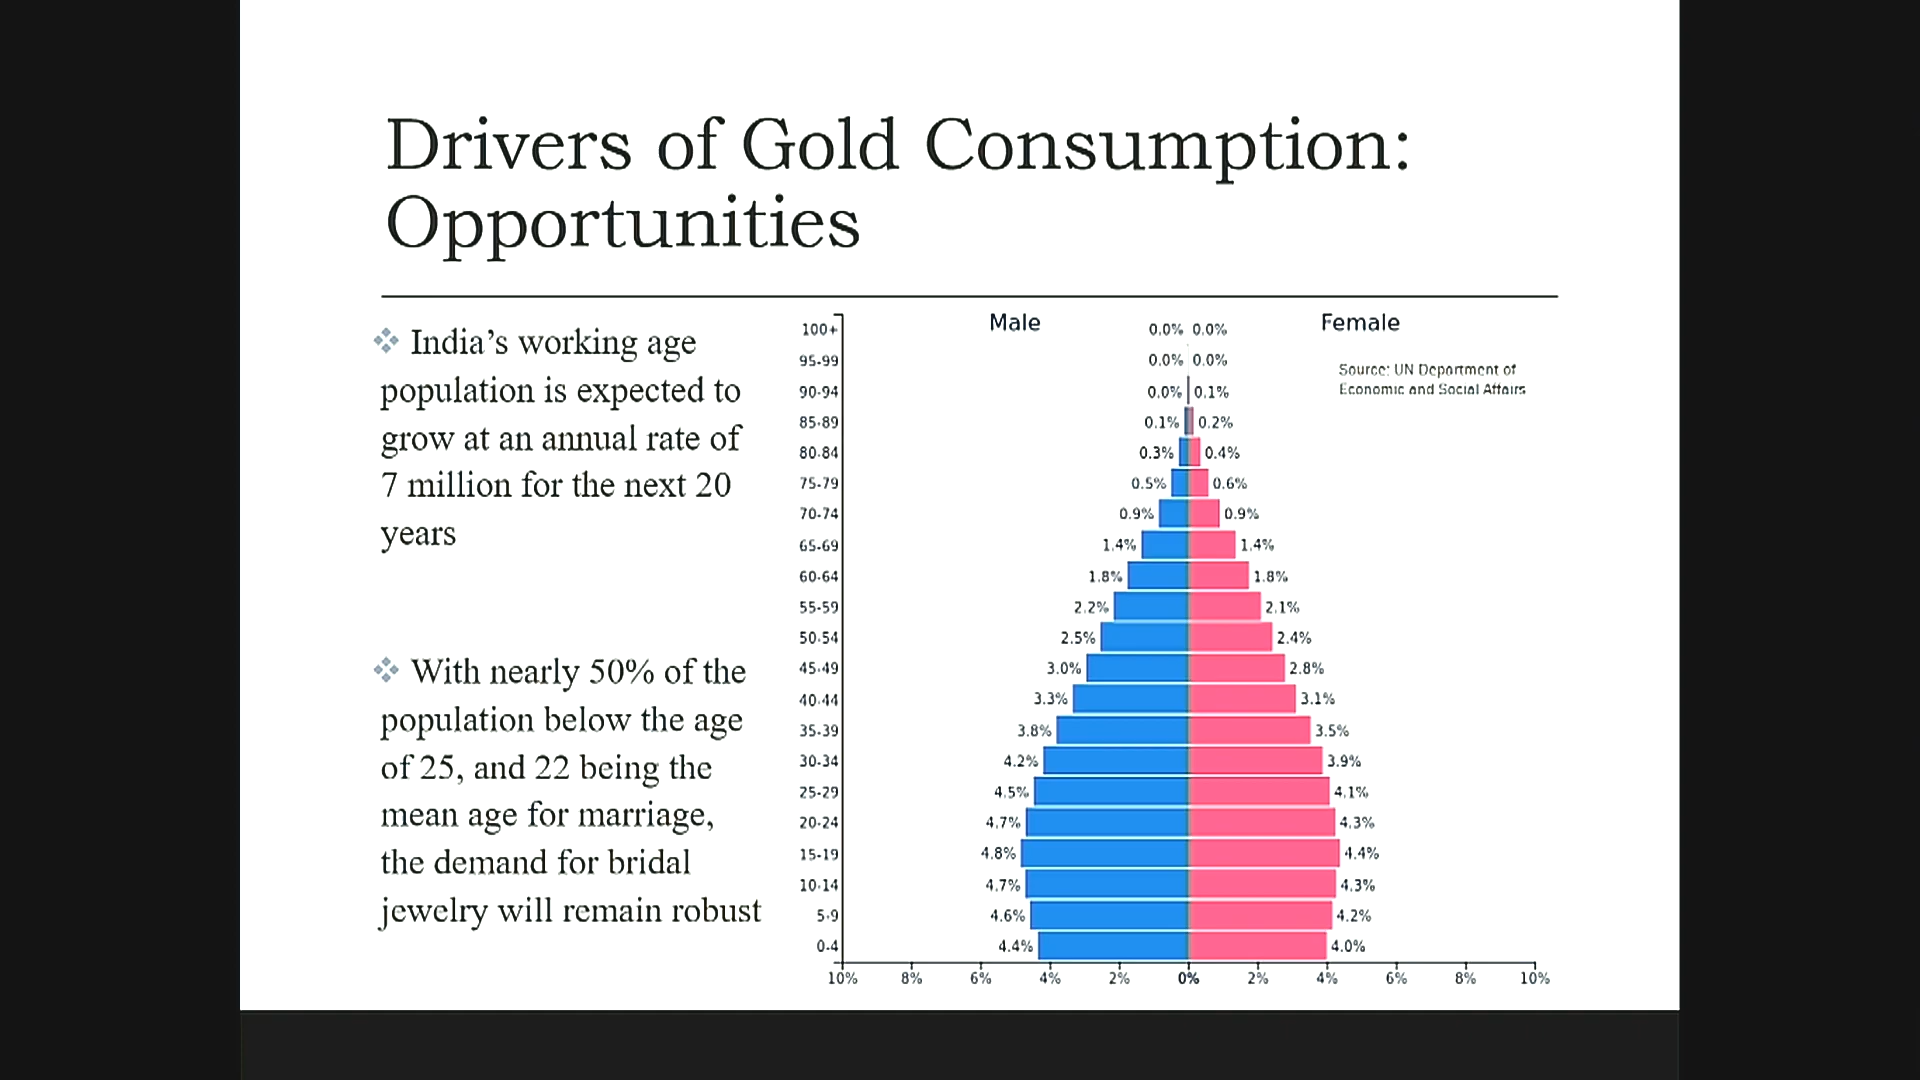 Drivers of Gold Consumption:
Opportunities
❖ India’s working age
population is expected to
grow at an annual rate of
7 million for the next 20
years
❖ With nearly 50% of the
population below the age
of 25, and 22 being the
mean age for marriage,
the demand for bridal
jewelry will remain robust
Male Female
Source: UN Department of
Economic and Social Affairs
100+ 0.0% 0.0%
95-99 0.0% 0.0%
90-94 0.0% 0.1%
85-89 0.1% 0.2%
80-84 0.3% 0.4%
75-79 0.5% 0.6%
70-74 0.9% 0.9%
65-69 1.4% 1.4%
60-64 1.8% 1.8%
55-59 2.2% 2.1%
50-54 2.5% 2.4%
45-49 3.0% 2.8%
40-44 3.3% 3.1%
35-39 3.8% 3.5%
30-34 4.2% 3.9%
25-29 4.5% 4.1%
20-24 4.7% 4.3%
15-19 4.8% 4.4%
10-14 4.7% 4.3%
5-9 4.6% 4.2%
0-4 4.4% 4.0%
10% 8% 6% 4% 2% 0% 2% 4% 6% 8% 10%